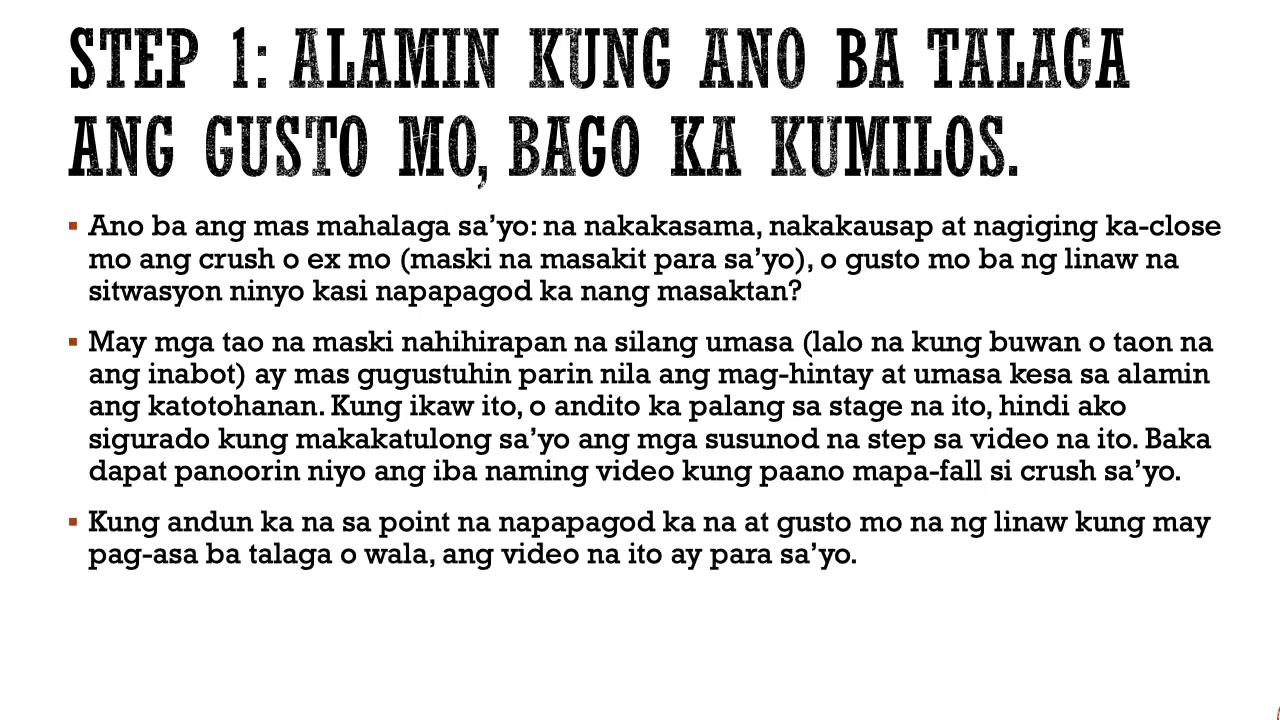 STEP 1: ALAMIN KUNG ANO BA TALAGA
ANG GUSTO MO, BAGO KA KUMILOS.
▪ Ano ba ang mas mahalaga sa’yo: na nakakasama, nakakausap at nagiging ka-close
mo ang crush o ex mo (maski na masakit para sa’yo), o gusto mo ba ng linaw na
sitwasyon ninyo kasi napapagod ka nang masaktan?
▪ May mga tao na maski nahihirapan na silang umasa (lalo na kung buwan o taon na
ang inabot) ay mas gugustuhin parin nila ang mag-hintay at umasa kesa sa alamin
ang katotohanan. Kung ikaw ito, o andito ka palang sa stage na ito, hindi ako
sigurado kung makakatulong sa’yo ang mga susunod na step sa video na ito. Baka
dapat panoorin niyo ang iba naming video kung paano mapa-fall si crush sa’yo.
▪ Kung andun ka na sa point na napapagod ka na at gusto mo na ng linaw kung may
pag-asa ba talaga o wala, ang video na ito ay para sa’yo.